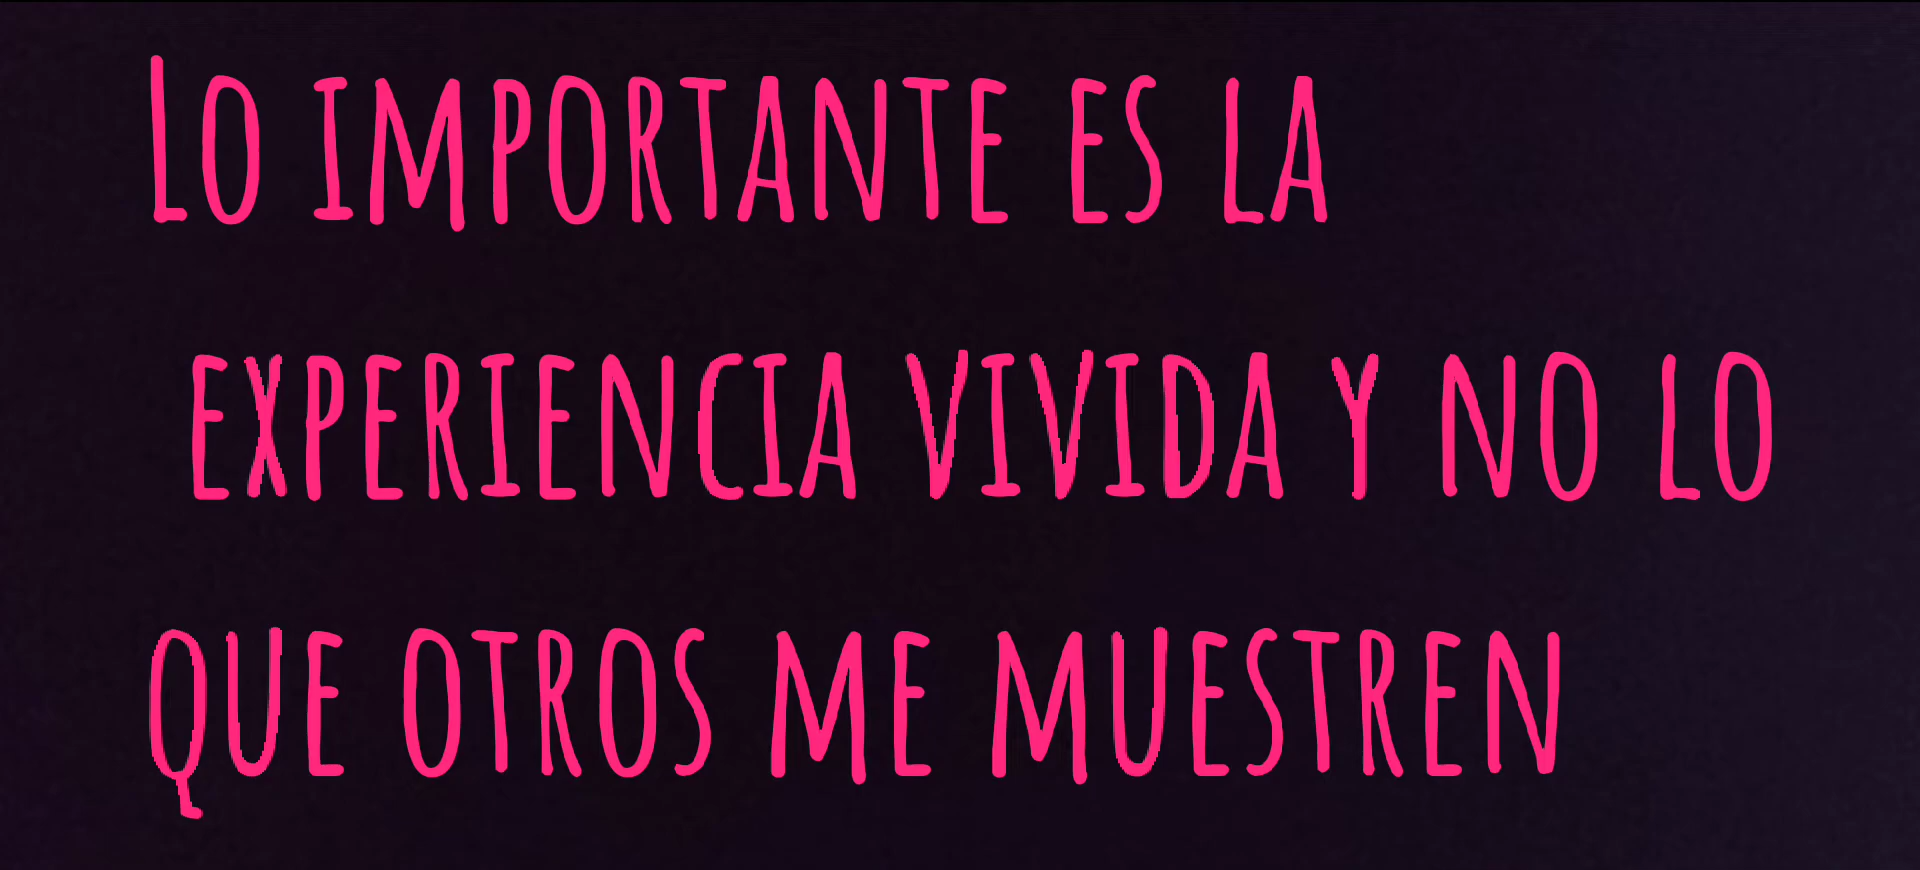 Lo importante es la
experiencia vivida y no lo
que otros me muestren